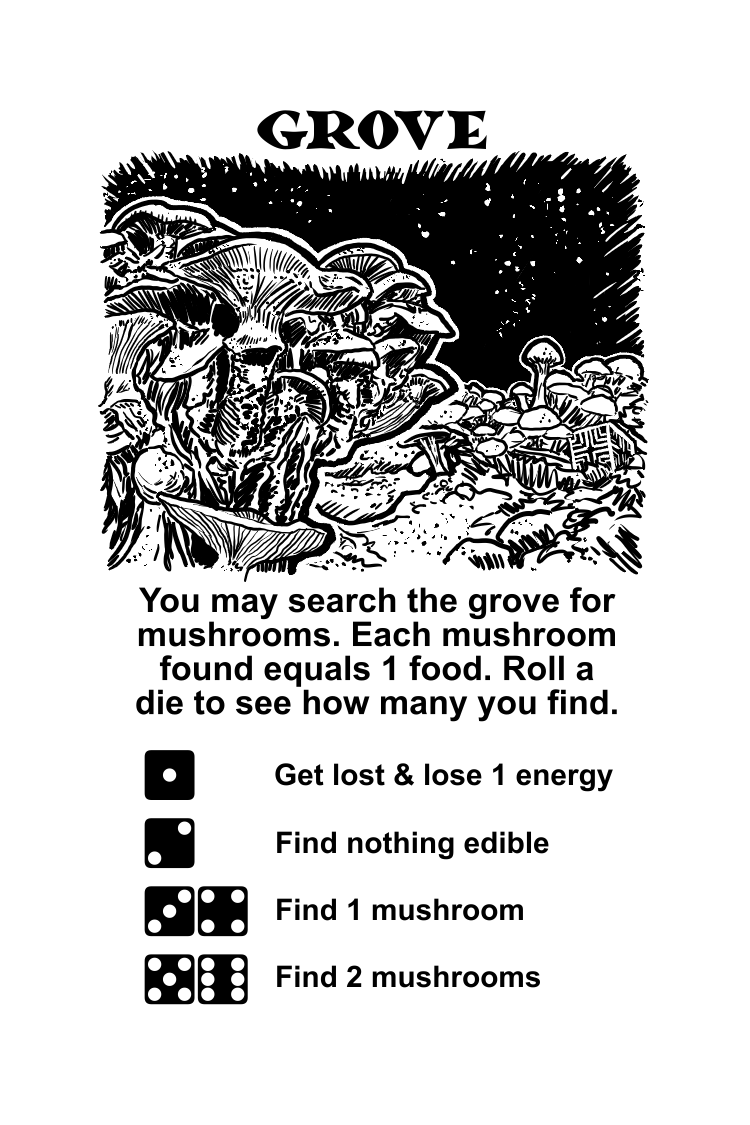 GROVE
You may search the grove for
mushrooms. Each mushroom
found equals 1 food. Roll a
die to see how many you find.
Get lost & lose 1 energy
Find nothing edible
Find 1 mushroom
Find 2 mushrooms